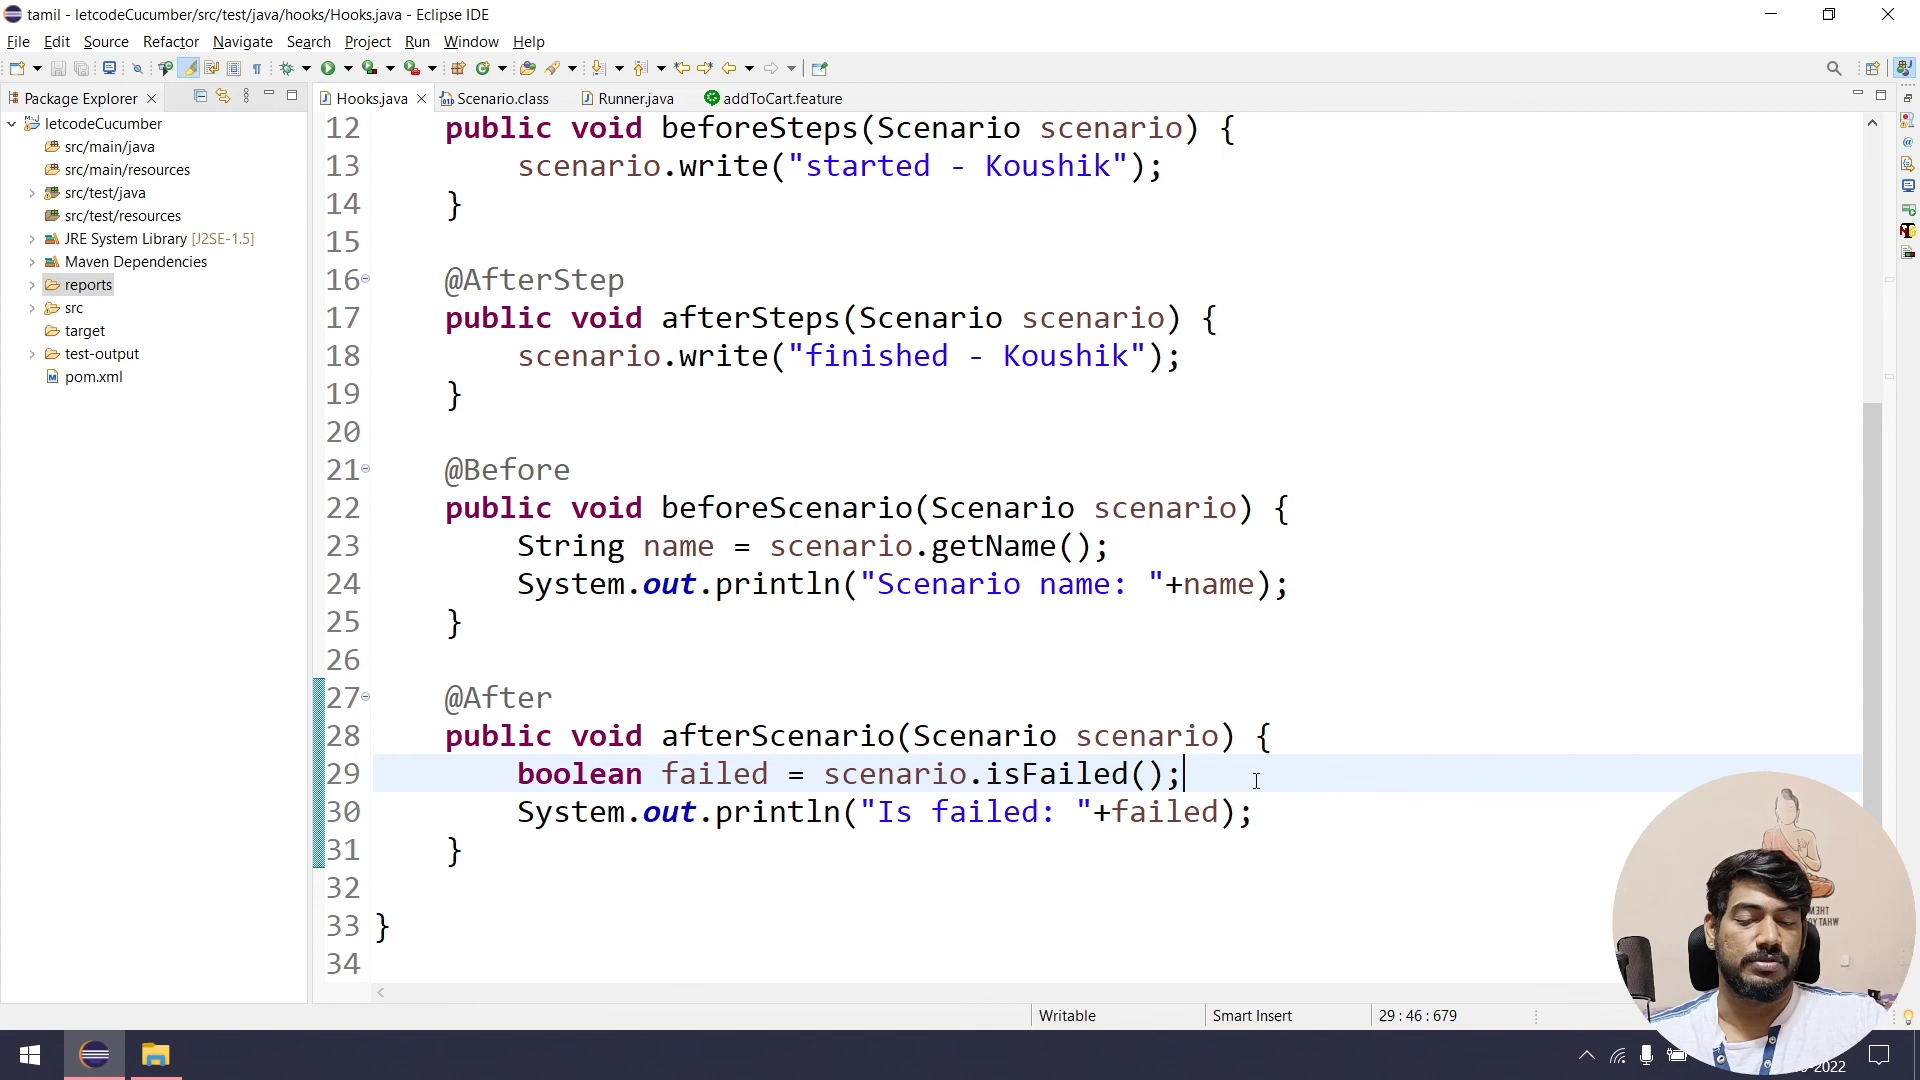 tamil - letcodeCucumber/src/test/java/hooks/Hooks.java - Eclipse IDE
File Edit Source Refactor Navigate Search Project Run Window Help
Package Explorer
Hooks.java Scenario.class Runner.java addToCart.feature
letcodeCucumber
src/main/java
src/main/resources
src/test/java
src/test/resources
JRE System Library [J2SE-1.5]
Maven Dependencies
reports
src
target
test-output
pom.xml
12 public void beforeSteps(Scenario scenario) {
13 scenario.write("started - Koushik");
14 }
15
16 @AfterStep
17 public void afterSteps(Scenario scenario) {
18 scenario.write("finished - Koushik");
19 }
20
21 @Before
22 public void beforeScenario(Scenario scenario) {
23 String name = scenario.getName();
24 System.out.println("Scenario name: "+name);
25 }
26
27 @After
28 public void afterScenario(Scenario scenario) {
29 boolean failed = scenario.isFailed();
30 System.out.println("Is failed: "+failed);
31 }
32
33 }
34
Writable Smart Insert 29 : 46 : 679